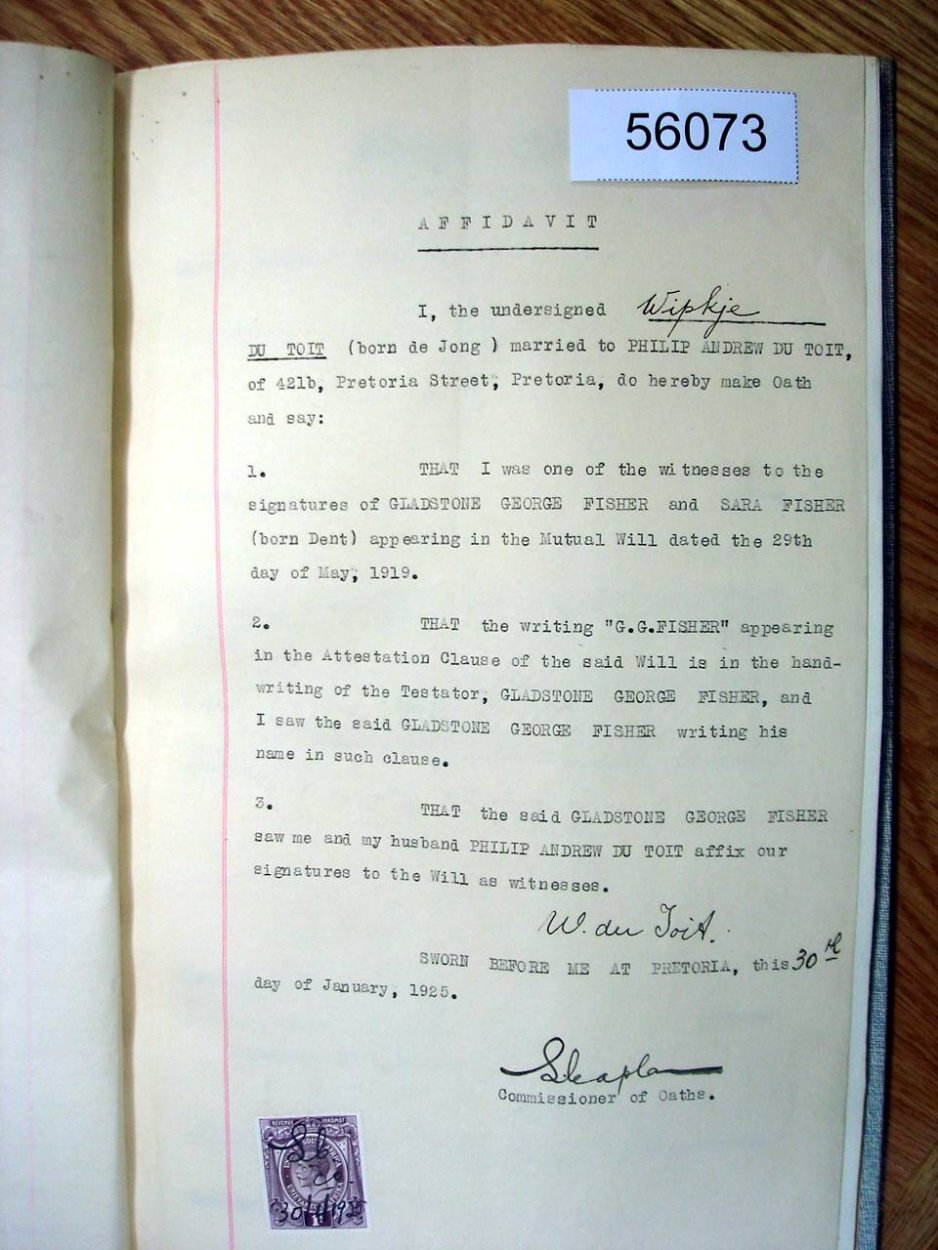 56073
AFFIDAVIT
I, the undersigned Wipkje
DU TOIT (born de Jong ) married to PHILIP ANDREW DU TOIT,
of 421b, Pretoria Street, Pretoria, do hereby make Oath
and say:
1. THAT I was one of the witnesses to the
signatures of GLADSTONE GEORGE FISHER and SARA FISHER
(born Dent) appearing in the Mutual Will dated the 29th
day of May, 1919.
2. THAT the writing "G.G.FISHER" appearing
in the Attestation Clause of the said Will is in the hand-
writing of the Testator, GLADSTONE GEORGE FISHER, and
I saw the said GLADSTONE GEORGE FISHER writing his
name in such clause.
3. THAT the said GLADSTONE GEORGE FISHER
saw me and my husband PHILIP ANDREW DU TOIT affix our
signatures to the Will as witnesses.
W. du Toit.
SWORN BEFORE ME AT PRETORIA, this 30th
day of January, 1925.
Commissioner of Oaths.
REVENUE INKOMST
30/1/1925